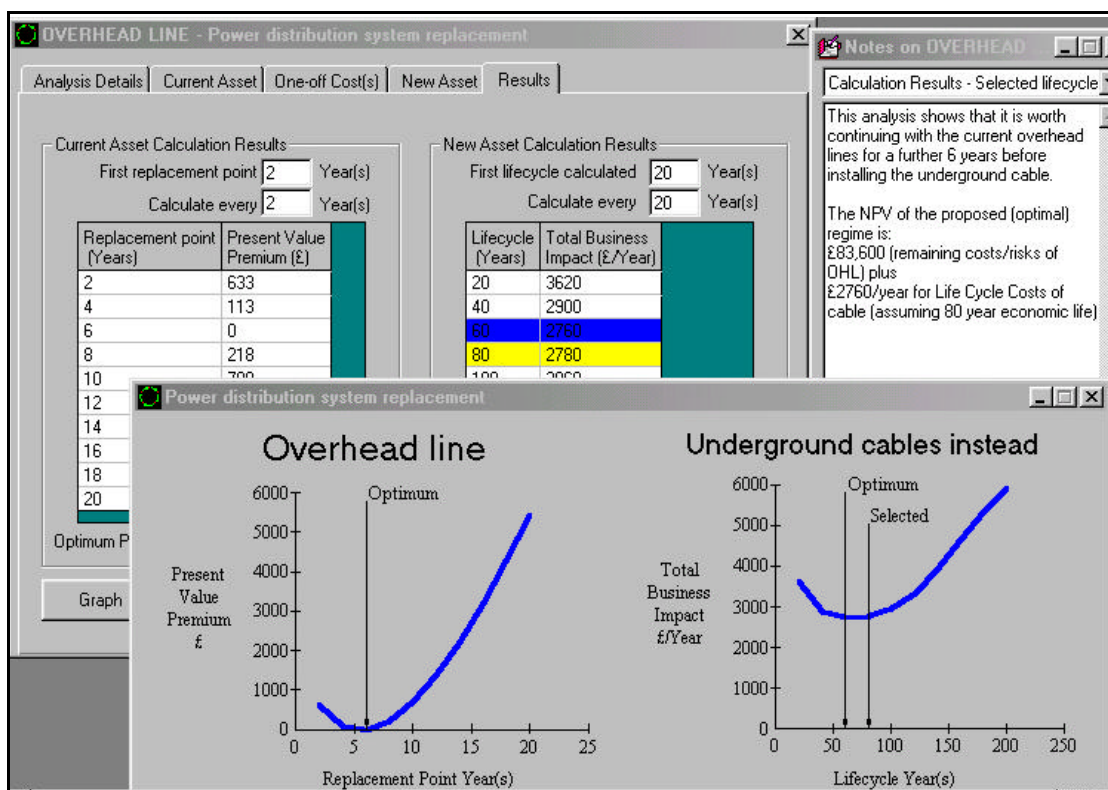 OVERHEAD LINE - Power distribution system replacement
Analysis Details
Current Asset
One-off Cost(s)
New Asset
Results
Current Asset Calculation Results
First replacement point 2 Year(s)
Calculate every 2 Year(s)
Replacement point (Years)
Present Value Premium (£)
2 633
4 113
6 0
8 218
10
12
14
16
18
20
Optimum P
Graph
New Asset Calculation Results
First lifecycle calculated 20 Year(s)
Calculate every 20 Year(s)
Lifecycle (Years)
Total Business Impact (£/Year)
20 3620
40 2900
60 2760
80 2780
Notes on OVERHEAD
Calculation Results - Selected lifecycle
This analysis shows that it is worth
continuing with the current overhead
lines for a further 6 years before
installing the underground cable.
The NPV of the proposed (optimal)
regime is:
£83,600 (remaining costs/risks of
OHL) plus
£2760/year for Life Cycle Costs of
cable (assuming 80 year economic life)
Power distribution system replacement
Overhead line
Optimum
6000
5000
4000
3000
2000
1000
0
Present
Value
Premium
£
0 5 10 15 20 25
Replacement Point Year(s)
Underground cables instead
Optimum
Selected
6000
5000
4000
3000
2000
1000
0
Total
Business
Impact
£/Year
0 50 100 150 200 250
Lifecycle Year(s)